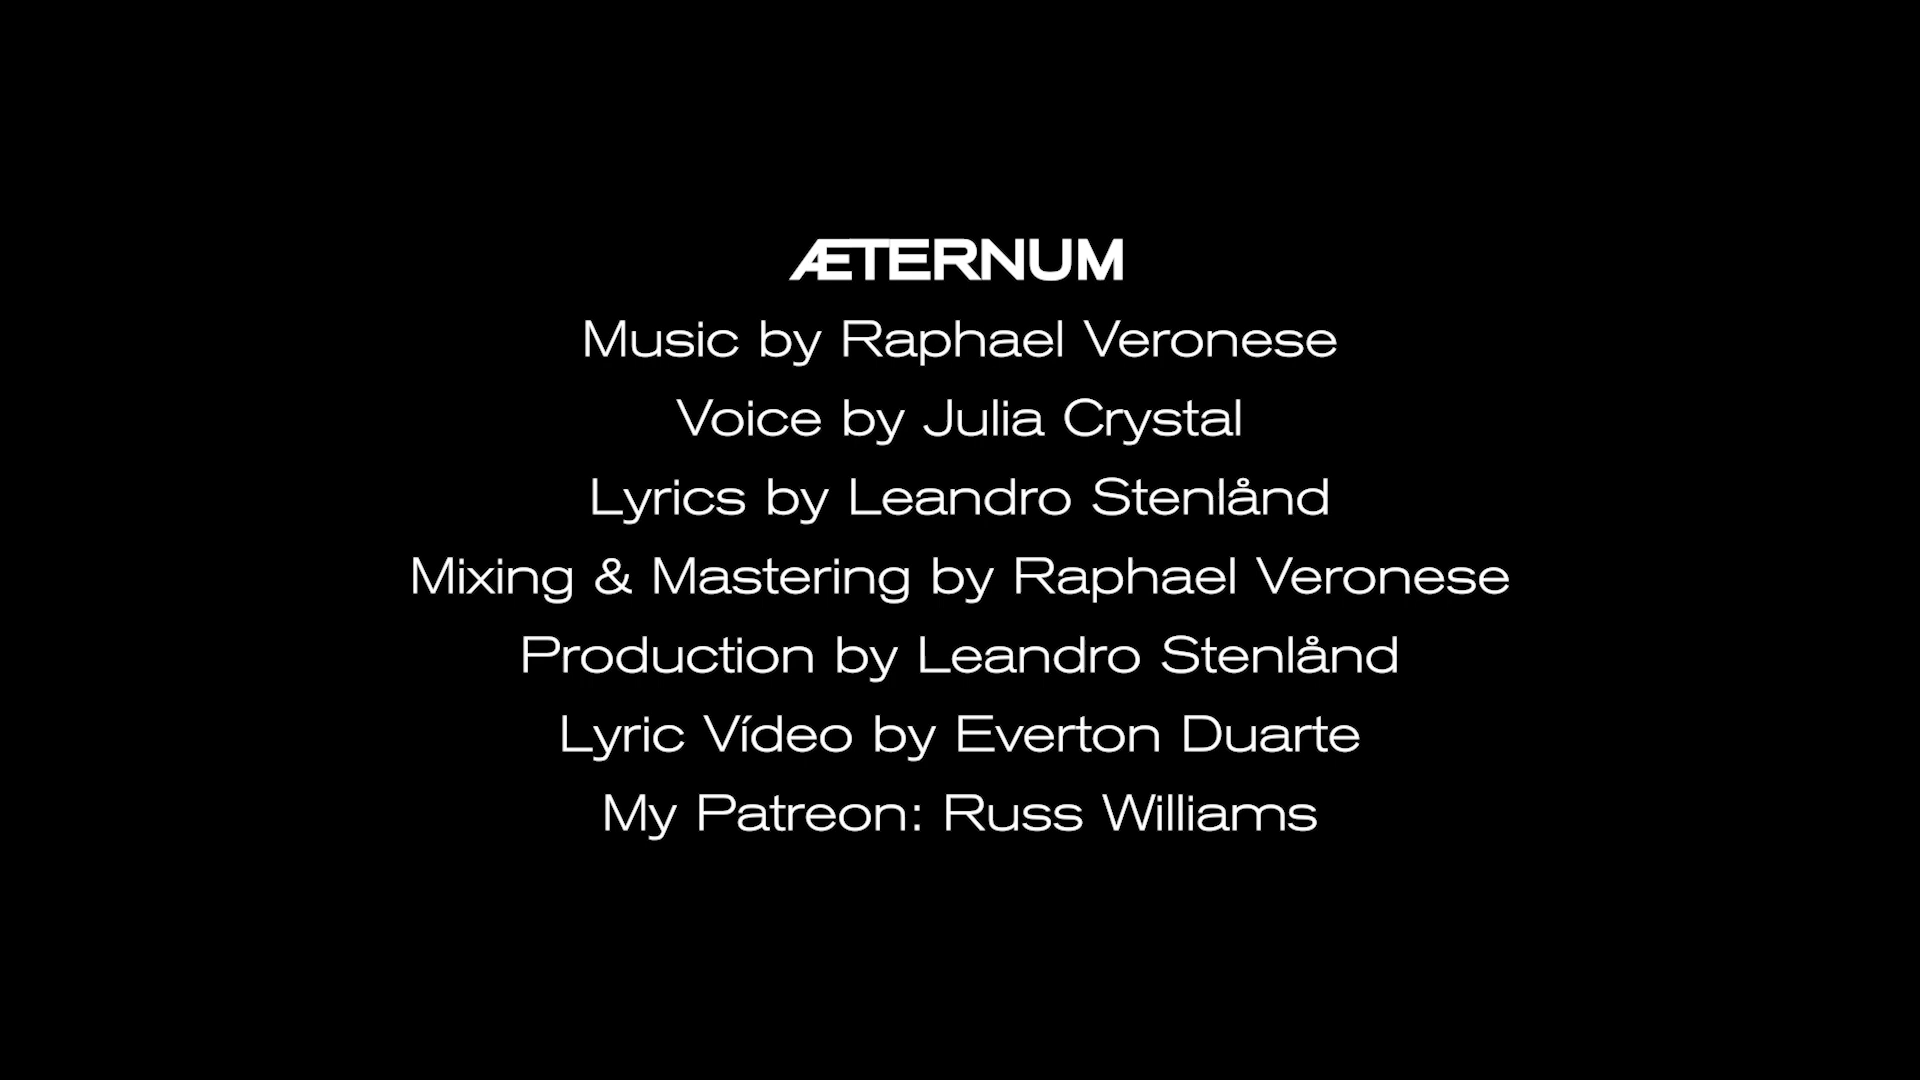 ÆTERNUM
Music by Raphael Veronese
Voice by Julia Crystal
Lyrics by Leandro Stenlånd
Mixing & Mastering by Raphael Veronese
Production by Leandro Stenlånd
Lyric Vídeo by Everton Duarte
My Patreon: Russ Williams